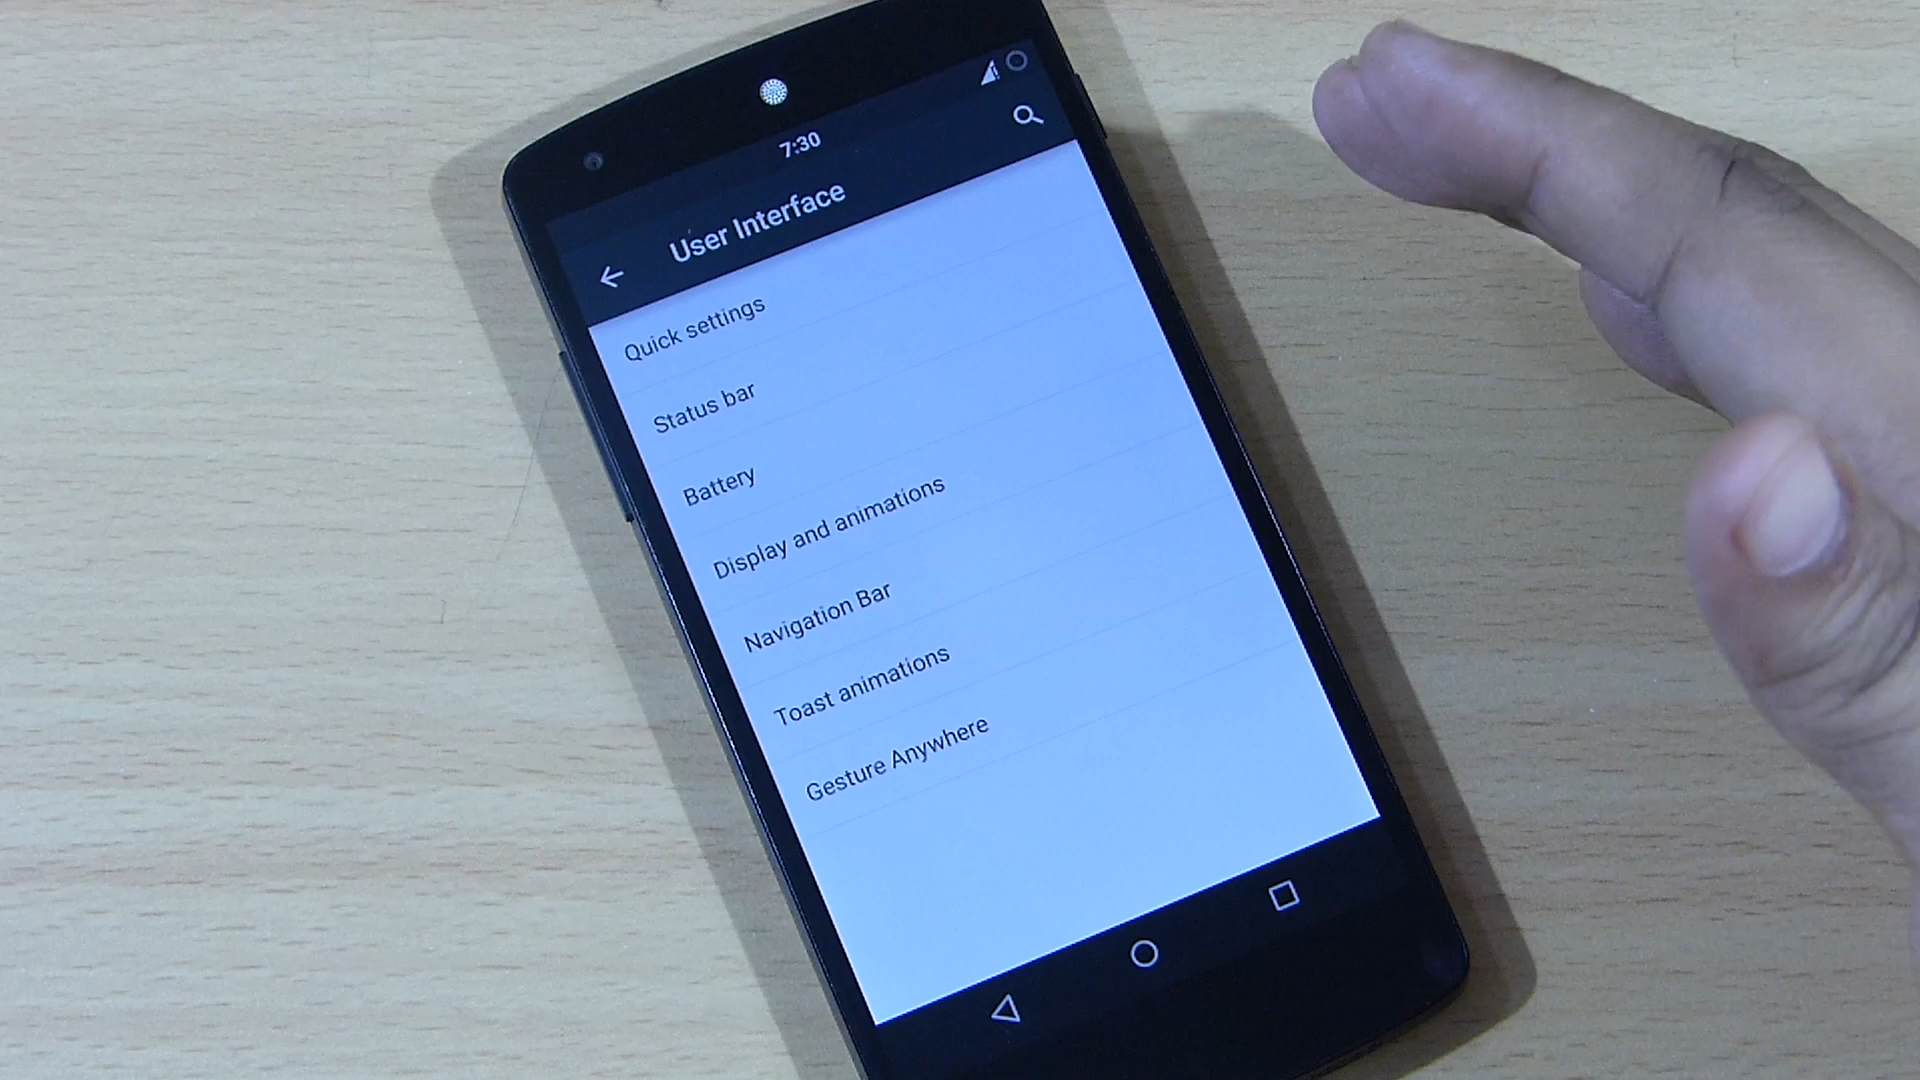 7:30
User Interface
Quick settings
Status bar
Battery
Display and animations
Navigation Bar
Toast animations
Gesture Anywhere